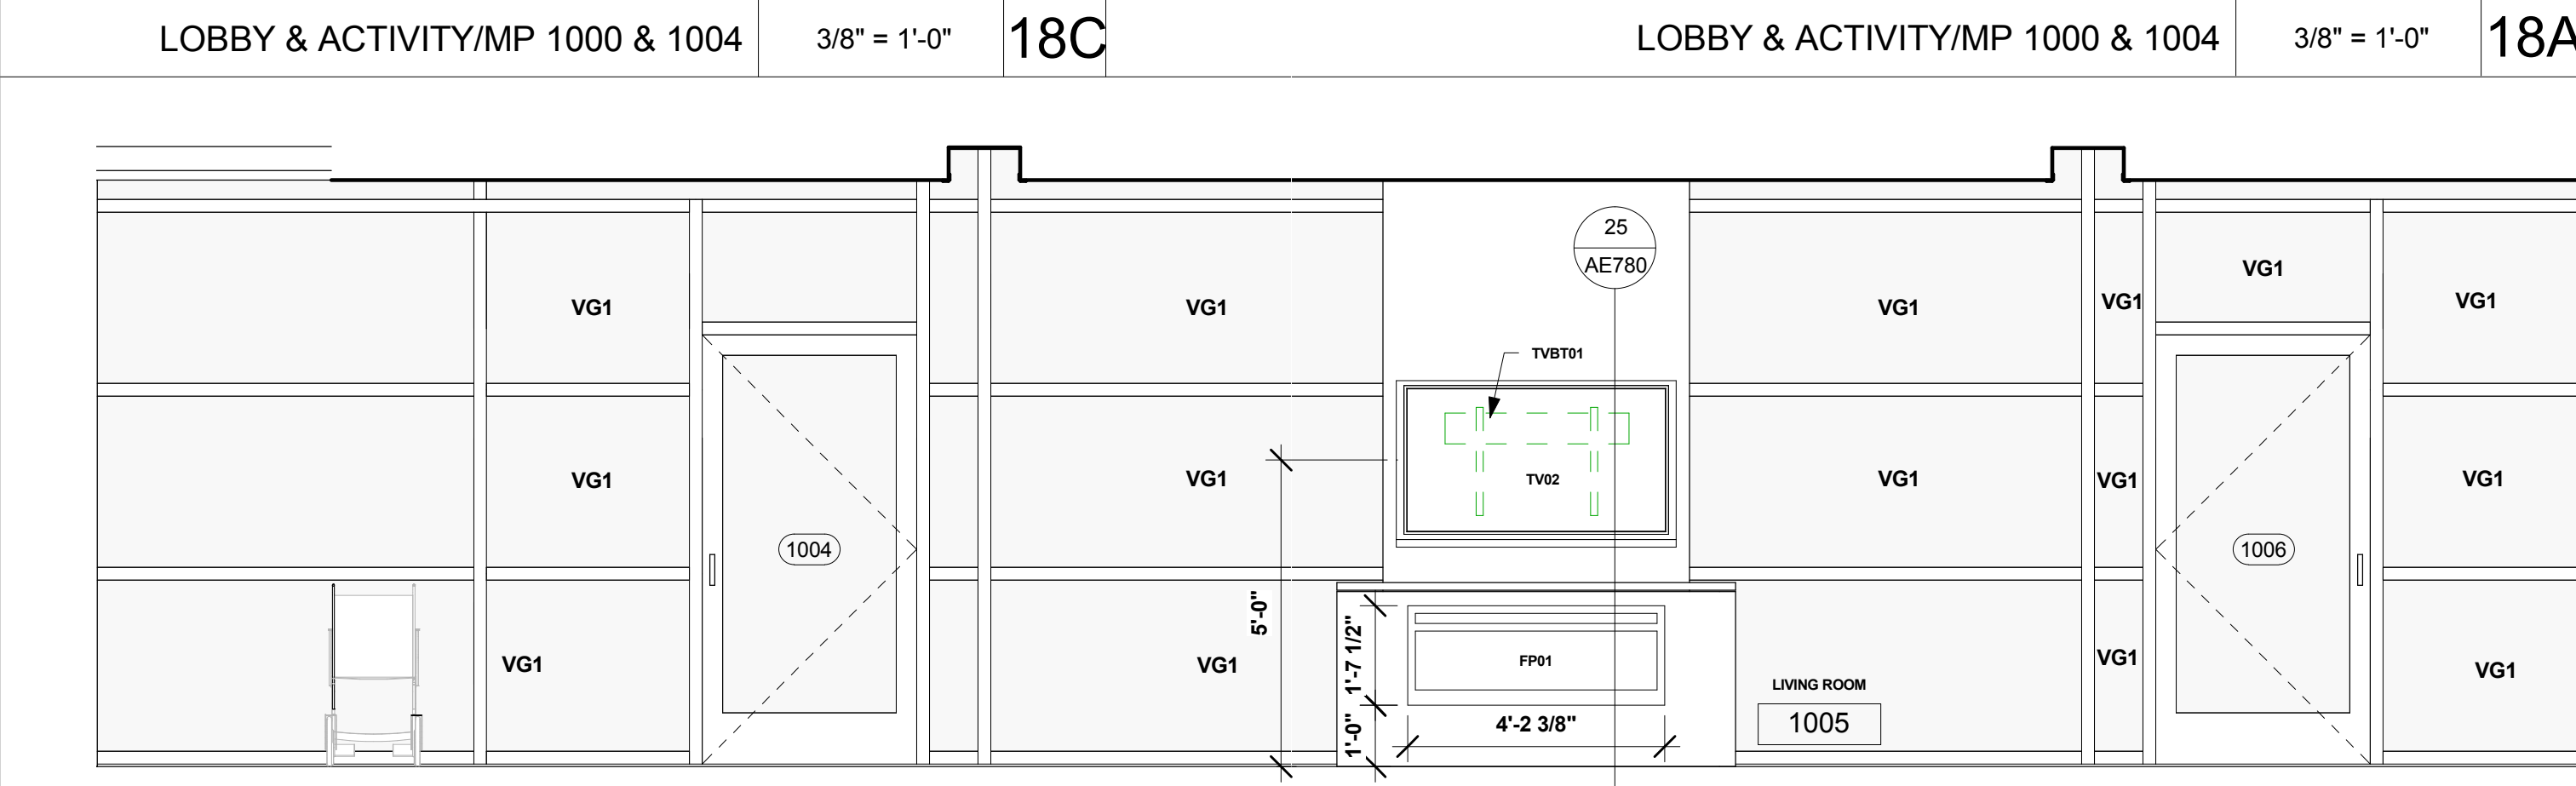 LOBBY & ACTIVITY/MP 1000 & 1004
3/8" = 1'-0"
18C
LOBBY & ACTIVITY/MP 1000 & 1004
3/8" = 1'-0"
18A
25
AE780
VG1
VG1
VG1
VG1
VG1
VG1
TVBT01
TV02
VG1
VG1
VG1
1004
1006
VG1
VG1
VG1
VG1
5'-0"
1'-7 1/2"
1'-0"
FP01
4'-2 3/8"
LIVING ROOM
1005
VG1
VG1
VG1